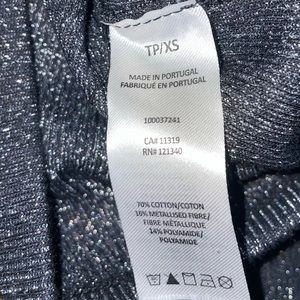 TP/XS
MADE IN PORTUGAL
FABRIQUÉ EN PORTUGAL
100037241
CA# 11319
RN# 121340
70% COTTON/COTON
16% METALLISED FIBRE/
FIBRE MÉTALLIQUE
14% POLYAMIDE/
POLYAMIDE